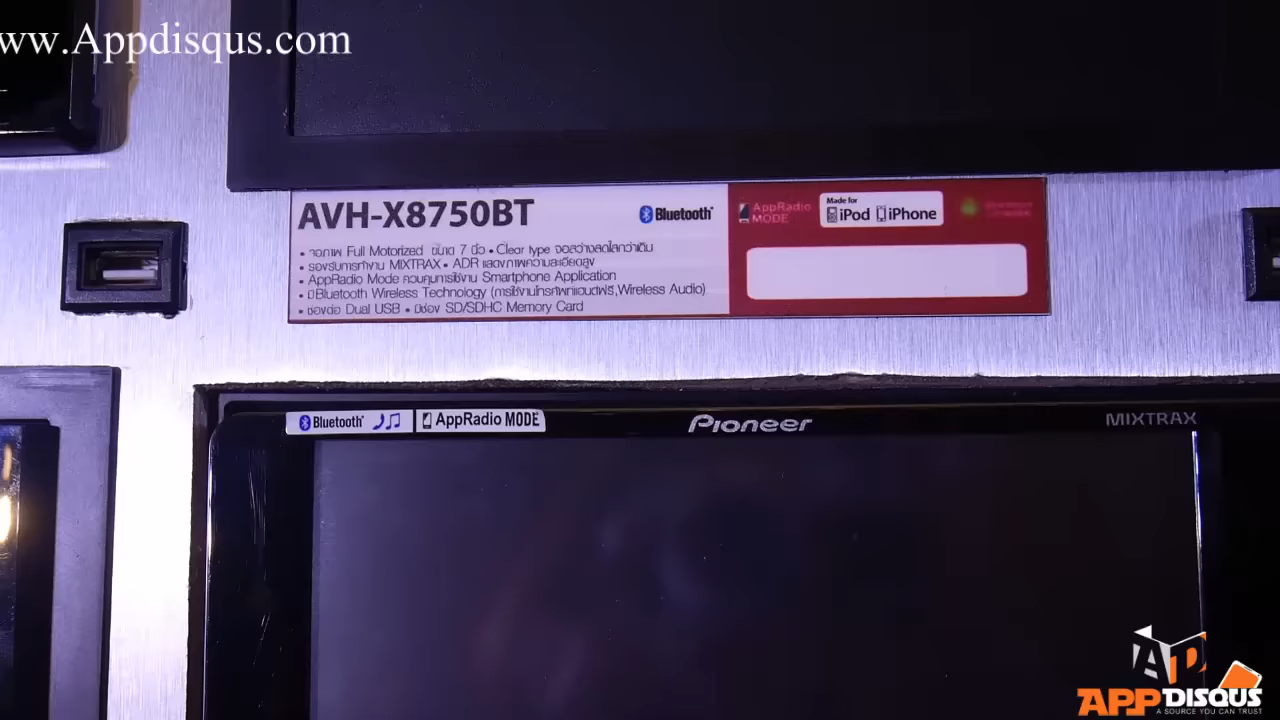 www.Appdisqus.com
AVH-X8750BT
Bluetooth
AppRadio MODE
Made for
iPod iPhone
• จอภาพ Full Motorized ขนาด 7 นิ้ว • Clear type จอสว่างสดใสกว่าเดิม
• รองรับการทำงาน MIXTRAX • ADR แสดงภาพความละเอียดสูง
• AppRadio Mode ควบคุมการใช้งาน Smartphone Application
• มี Bluetooth Wireless Technology (การใช้งานโทรศัพท์แฮนด์ฟรี,Wireless Audio)
• ช่องต่อ Dual USB • มีช่อง SD/SDHC Memory Card
Bluetooth
AppRadio MODE
Pioneer
MIXTRAX
AP
APPDISQUS
A SOURCE YOU CAN TRUST